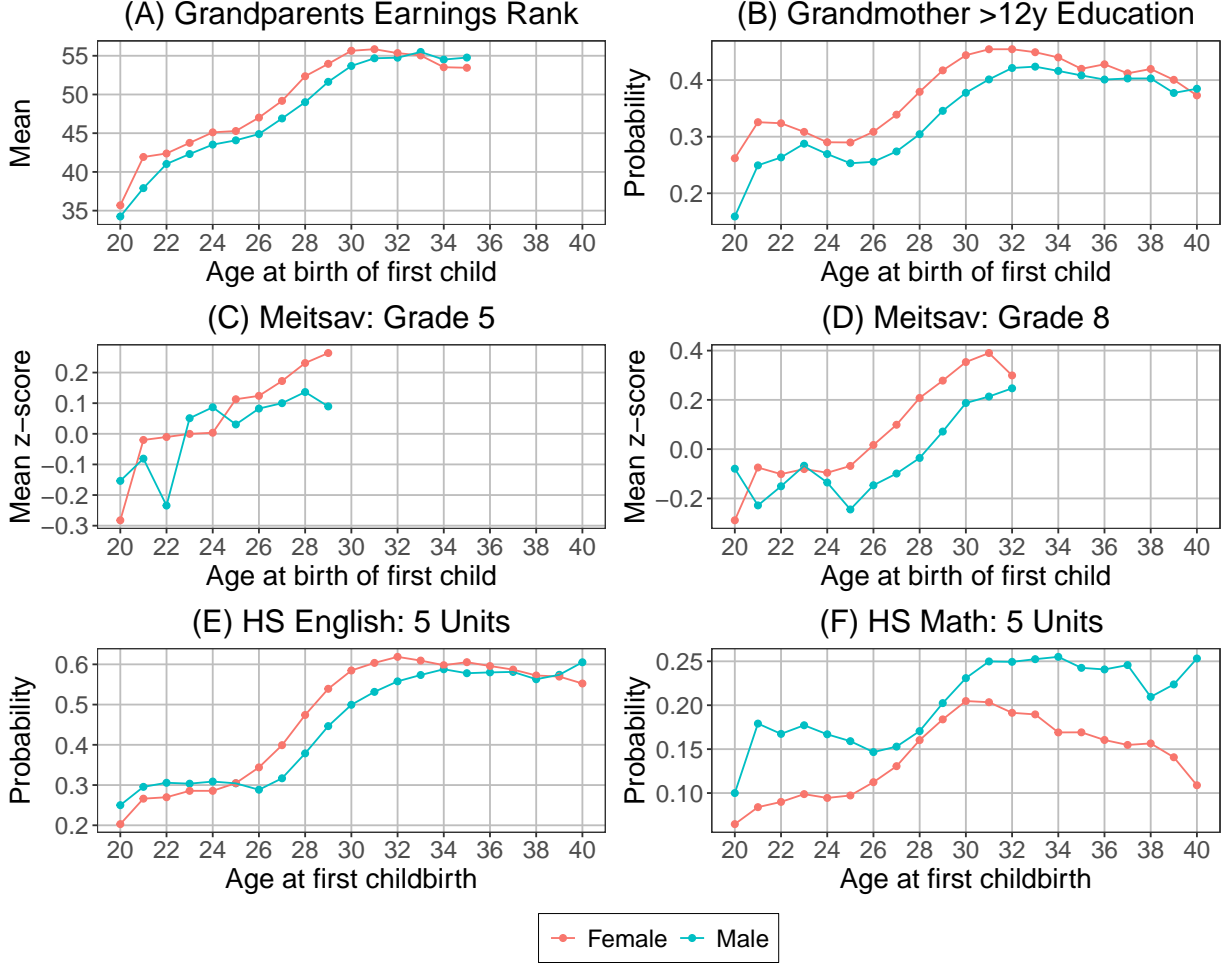 (A) Grandparents Earnings Rank
Mean
55
50
45
40
35
20 22 24 26 28 30 32 34 36 38 40
Age at birth of first child
(B) Grandmother >12y Education
Probability
0.4
0.3
0.2
20 22 24 26 28 30 32 34 36 38 40
Age at birth of first child
(C) Meitsav: Grade 5
Mean z−score
0.2
0.1
0.0
−0.1
−0.2
−0.3
20 22 24 26 28 30 32 34 36 38 40
Age at birth of first child
(D) Meitsav: Grade 8
Mean z−score
0.4
0.2
0.0
−0.2
20 22 24 26 28 30 32 34 36 38 40
Age at birth of first child
(E) HS English: 5 Units
Probability
0.6
0.5
0.4
0.3
0.2
20 22 24 26 28 30 32 34 36 38 40
Age at first childbirth
(F) HS Math: 5 Units
Probability
0.25
0.20
0.15
0.10
20 22 24 26 28 30 32 34 36 38 40
Age at first childbirth
Female Male